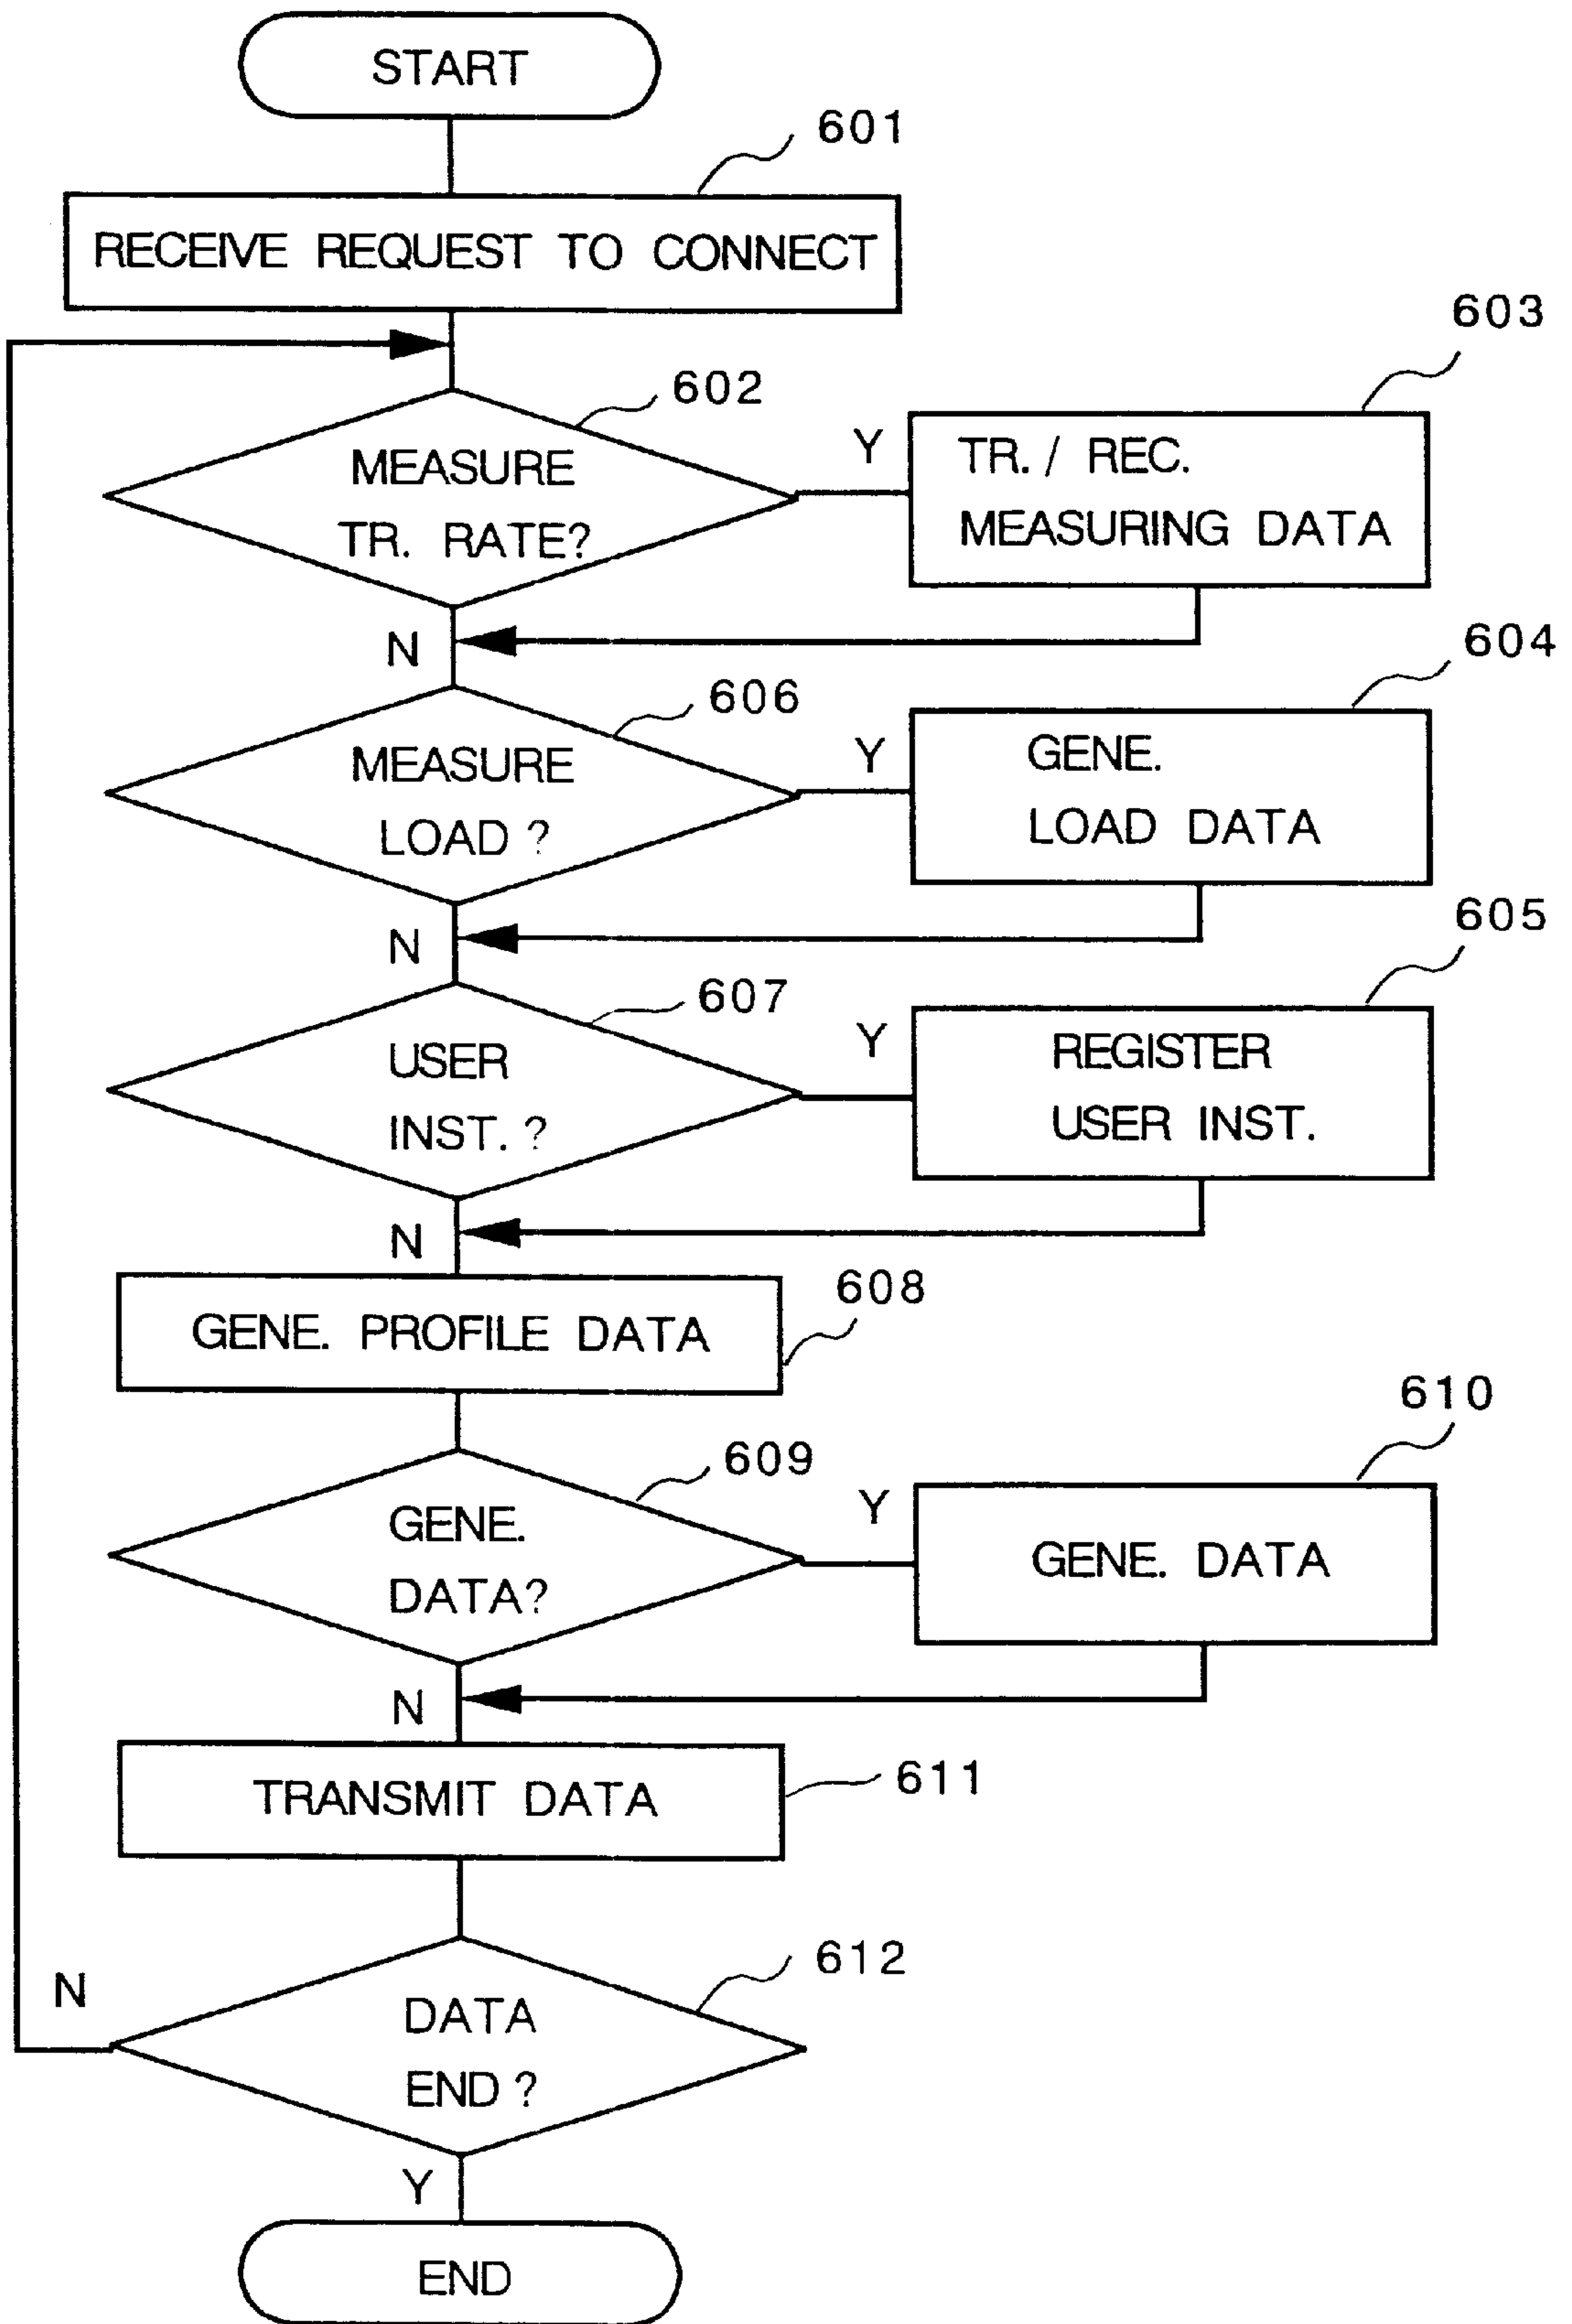 START
601
RECEIVE REQUEST TO CONNECT
603
602
MEASURE
TR. RATE?
Y
TR. / REC.
MEASURING DATA
N
604
606
MEASURE
LOAD ?
Y
GENE.
LOAD DATA
N
605
607
USER
INST. ?
Y
REGISTER
USER INST.
N
608
GENE. PROFILE DATA
610
609
GENE.
DATA?
Y
GENE. DATA
N
TRANSMIT DATA
611
612
N
DATA
END ?
Y
END